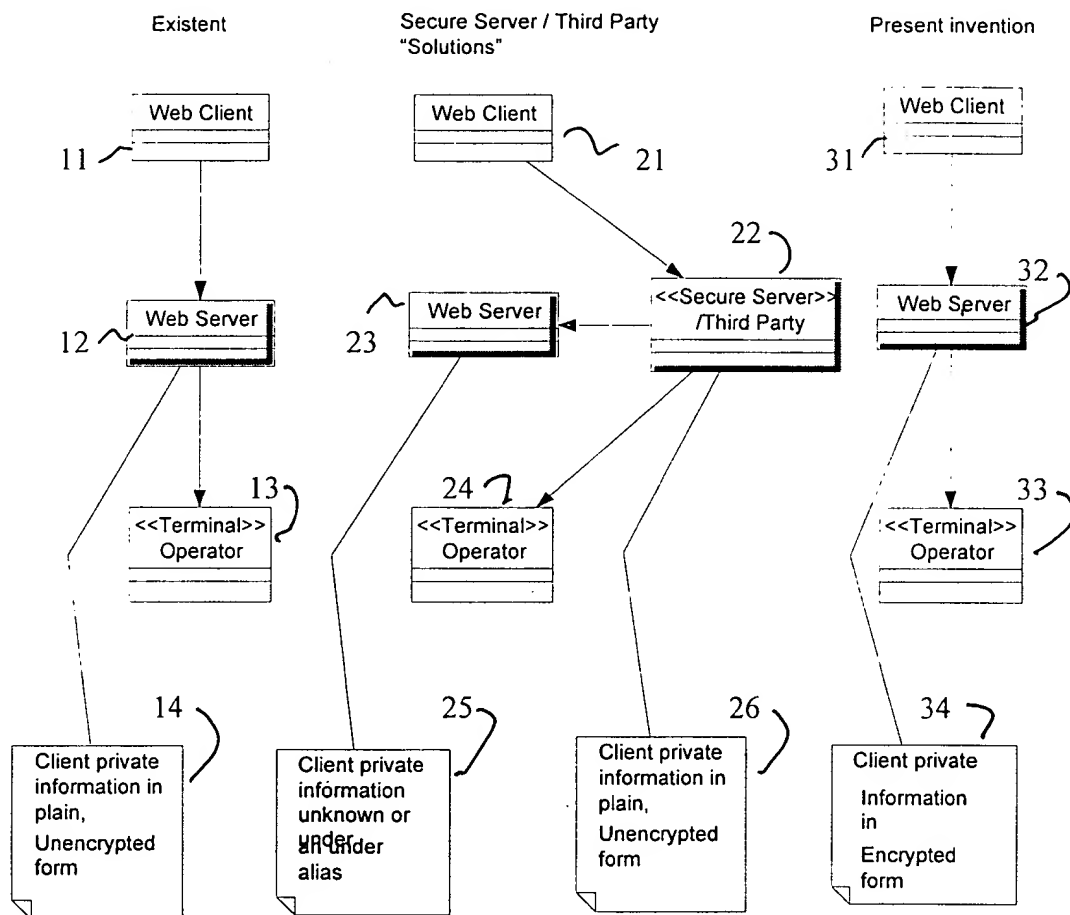 Existent
Secure Server / Third Party
“Solutions”
Present invention
Web Client
Web Client
Web Client
11
21
31
22
32
<<Secure Server>>
/Third Party
Web Server
Web Server
Web Server
12
23
13
24
33
<<Terminal>>
Operator
<<Terminal>>
Operator
<<Terminal>>
Operator
14
25
26
34
Client private
information in
plain,
Unencrypted
form
Client private
information
unknown or
under
an under
alias
Client private
information in
plain,
Unencrypted
form
Client private
Information
in
Encrypted
form